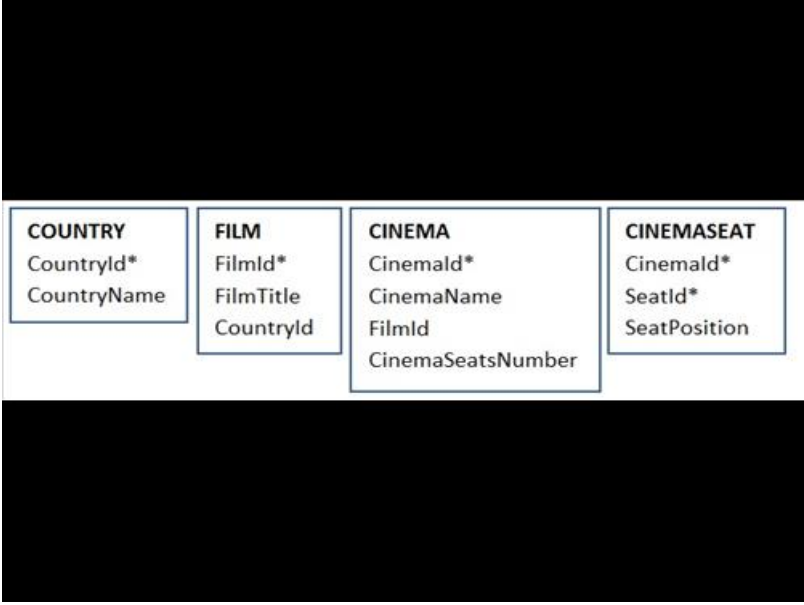 COUNTRY
CountryId*
CountryName
FILM
FilmId*
FilmTitle
CountryId
CINEMA
CinemaId*
CinemaName
FilmId
CinemaSeatsNumber
CINEMASEAT
CinemaId*
SeatId*
SeatPosition